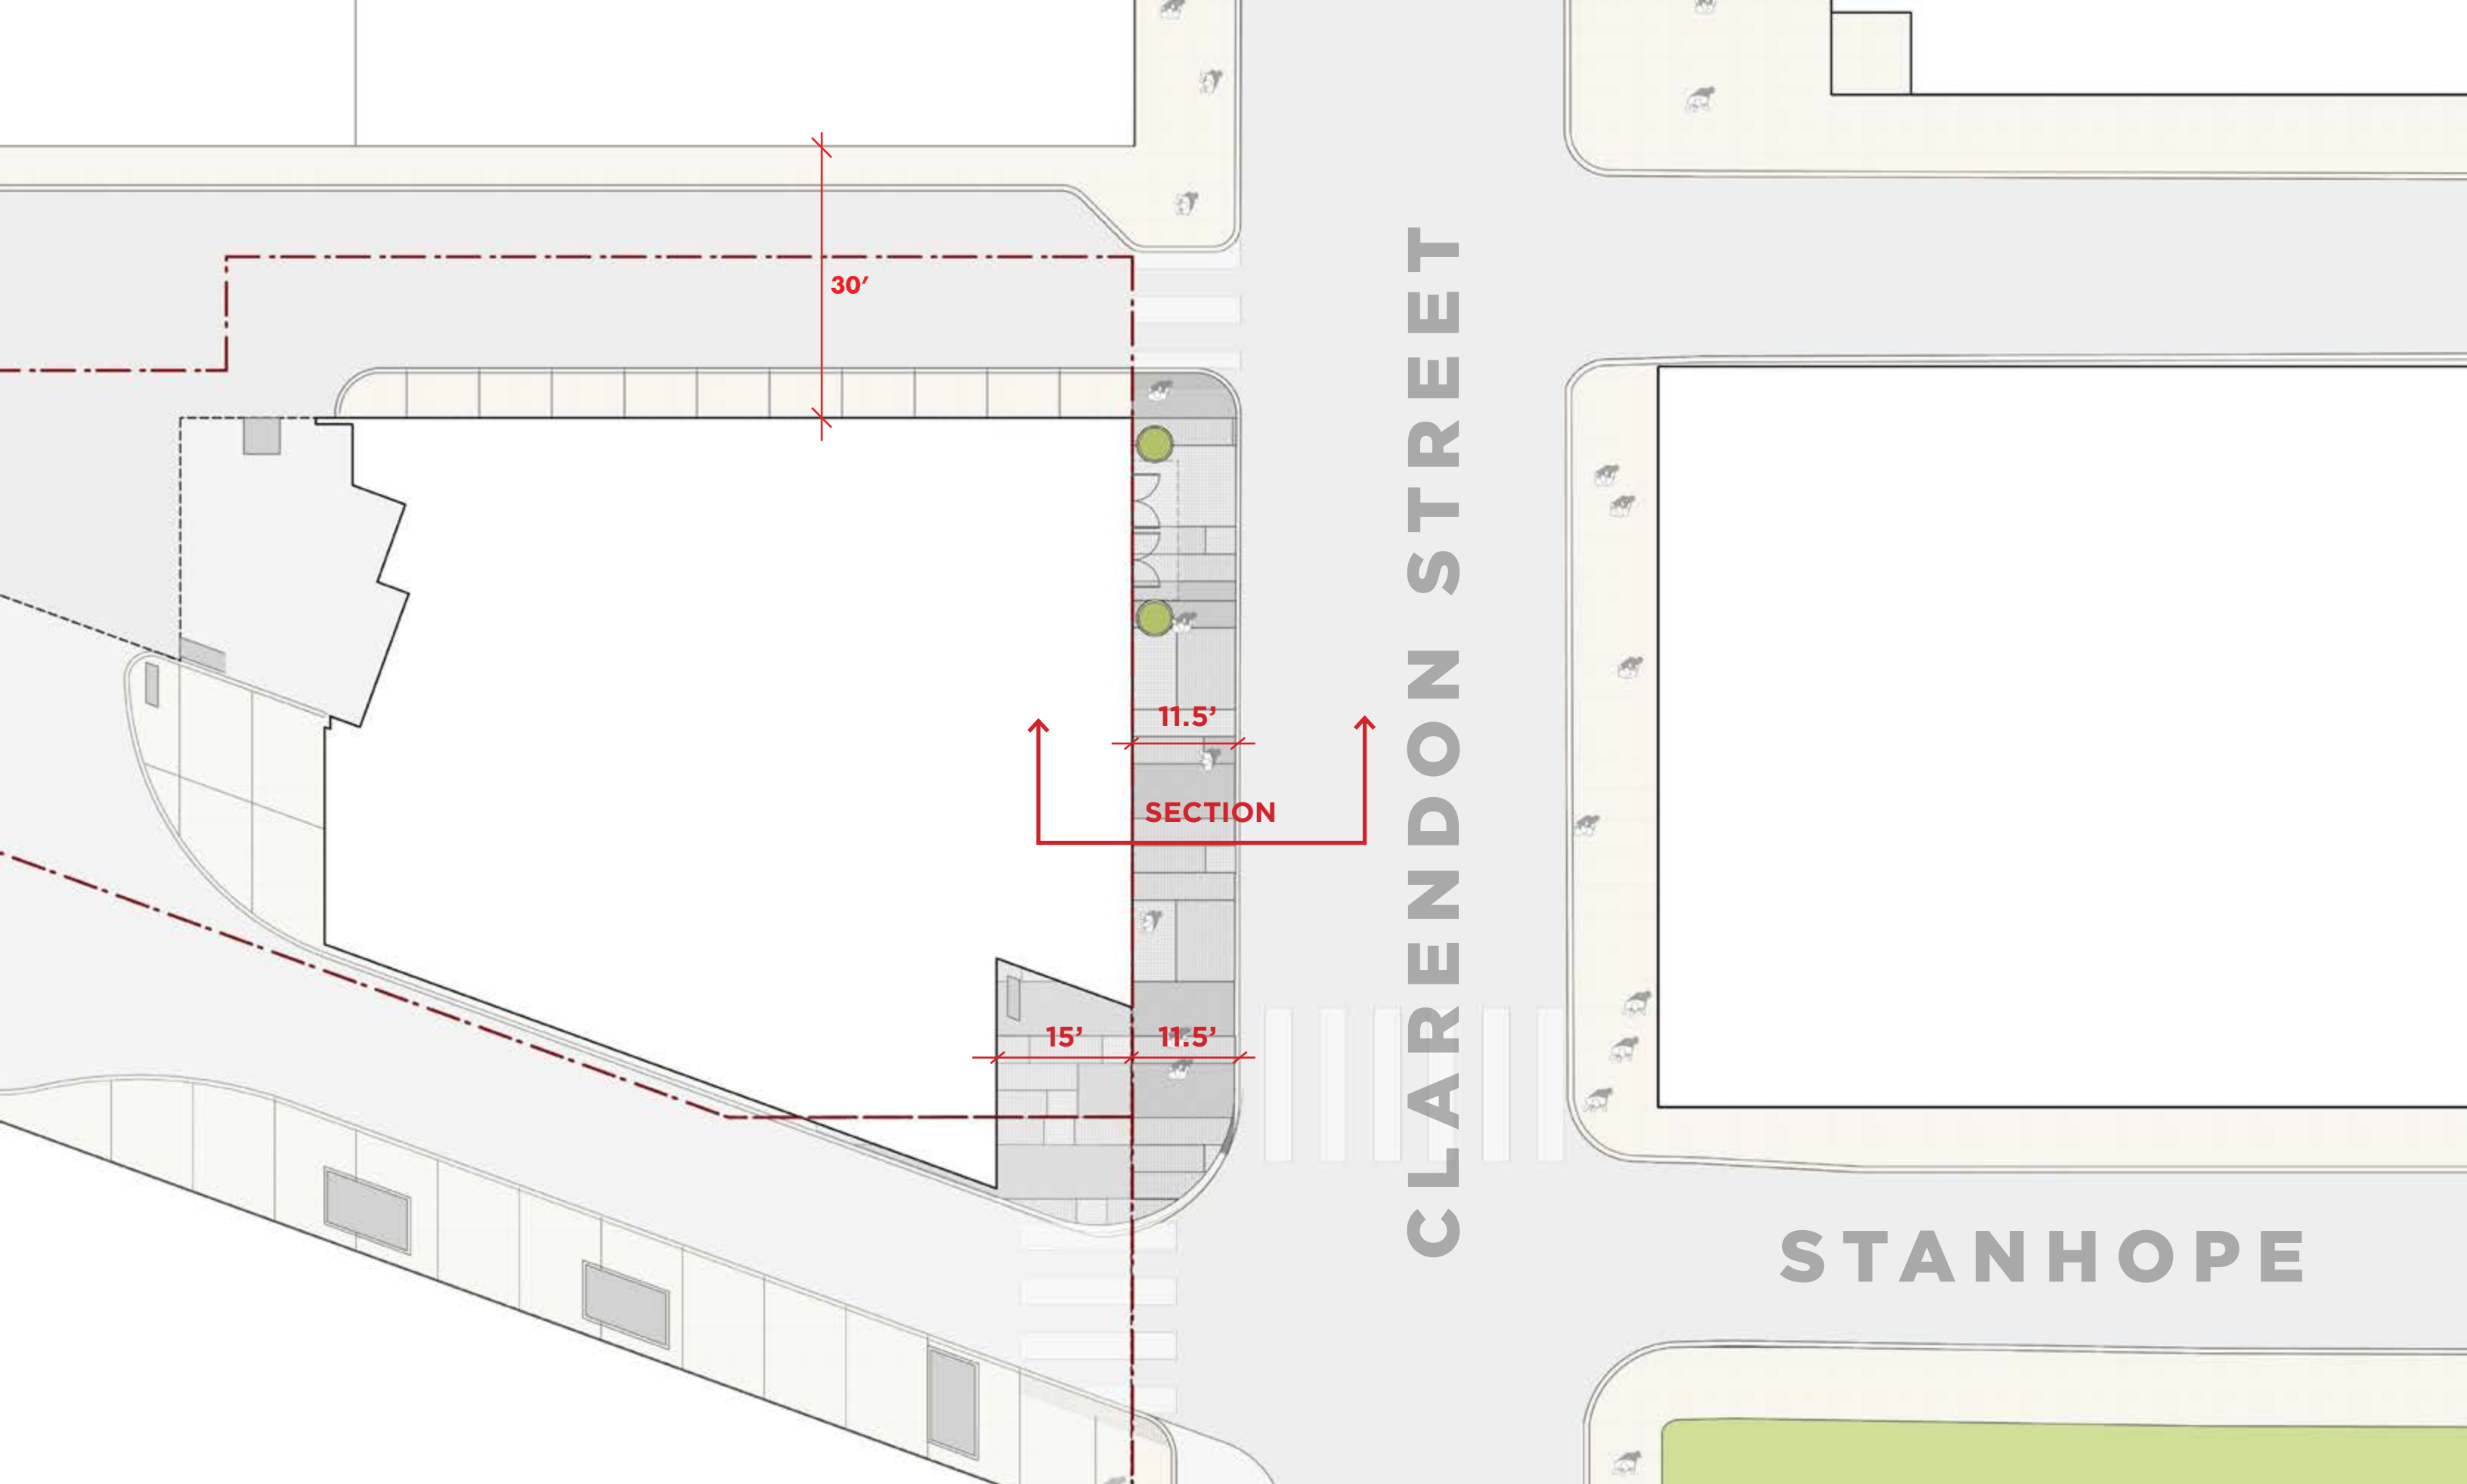 30′
11.5’
SECTION
15’
11.5’
CLARENDON STREET
STANHOPE